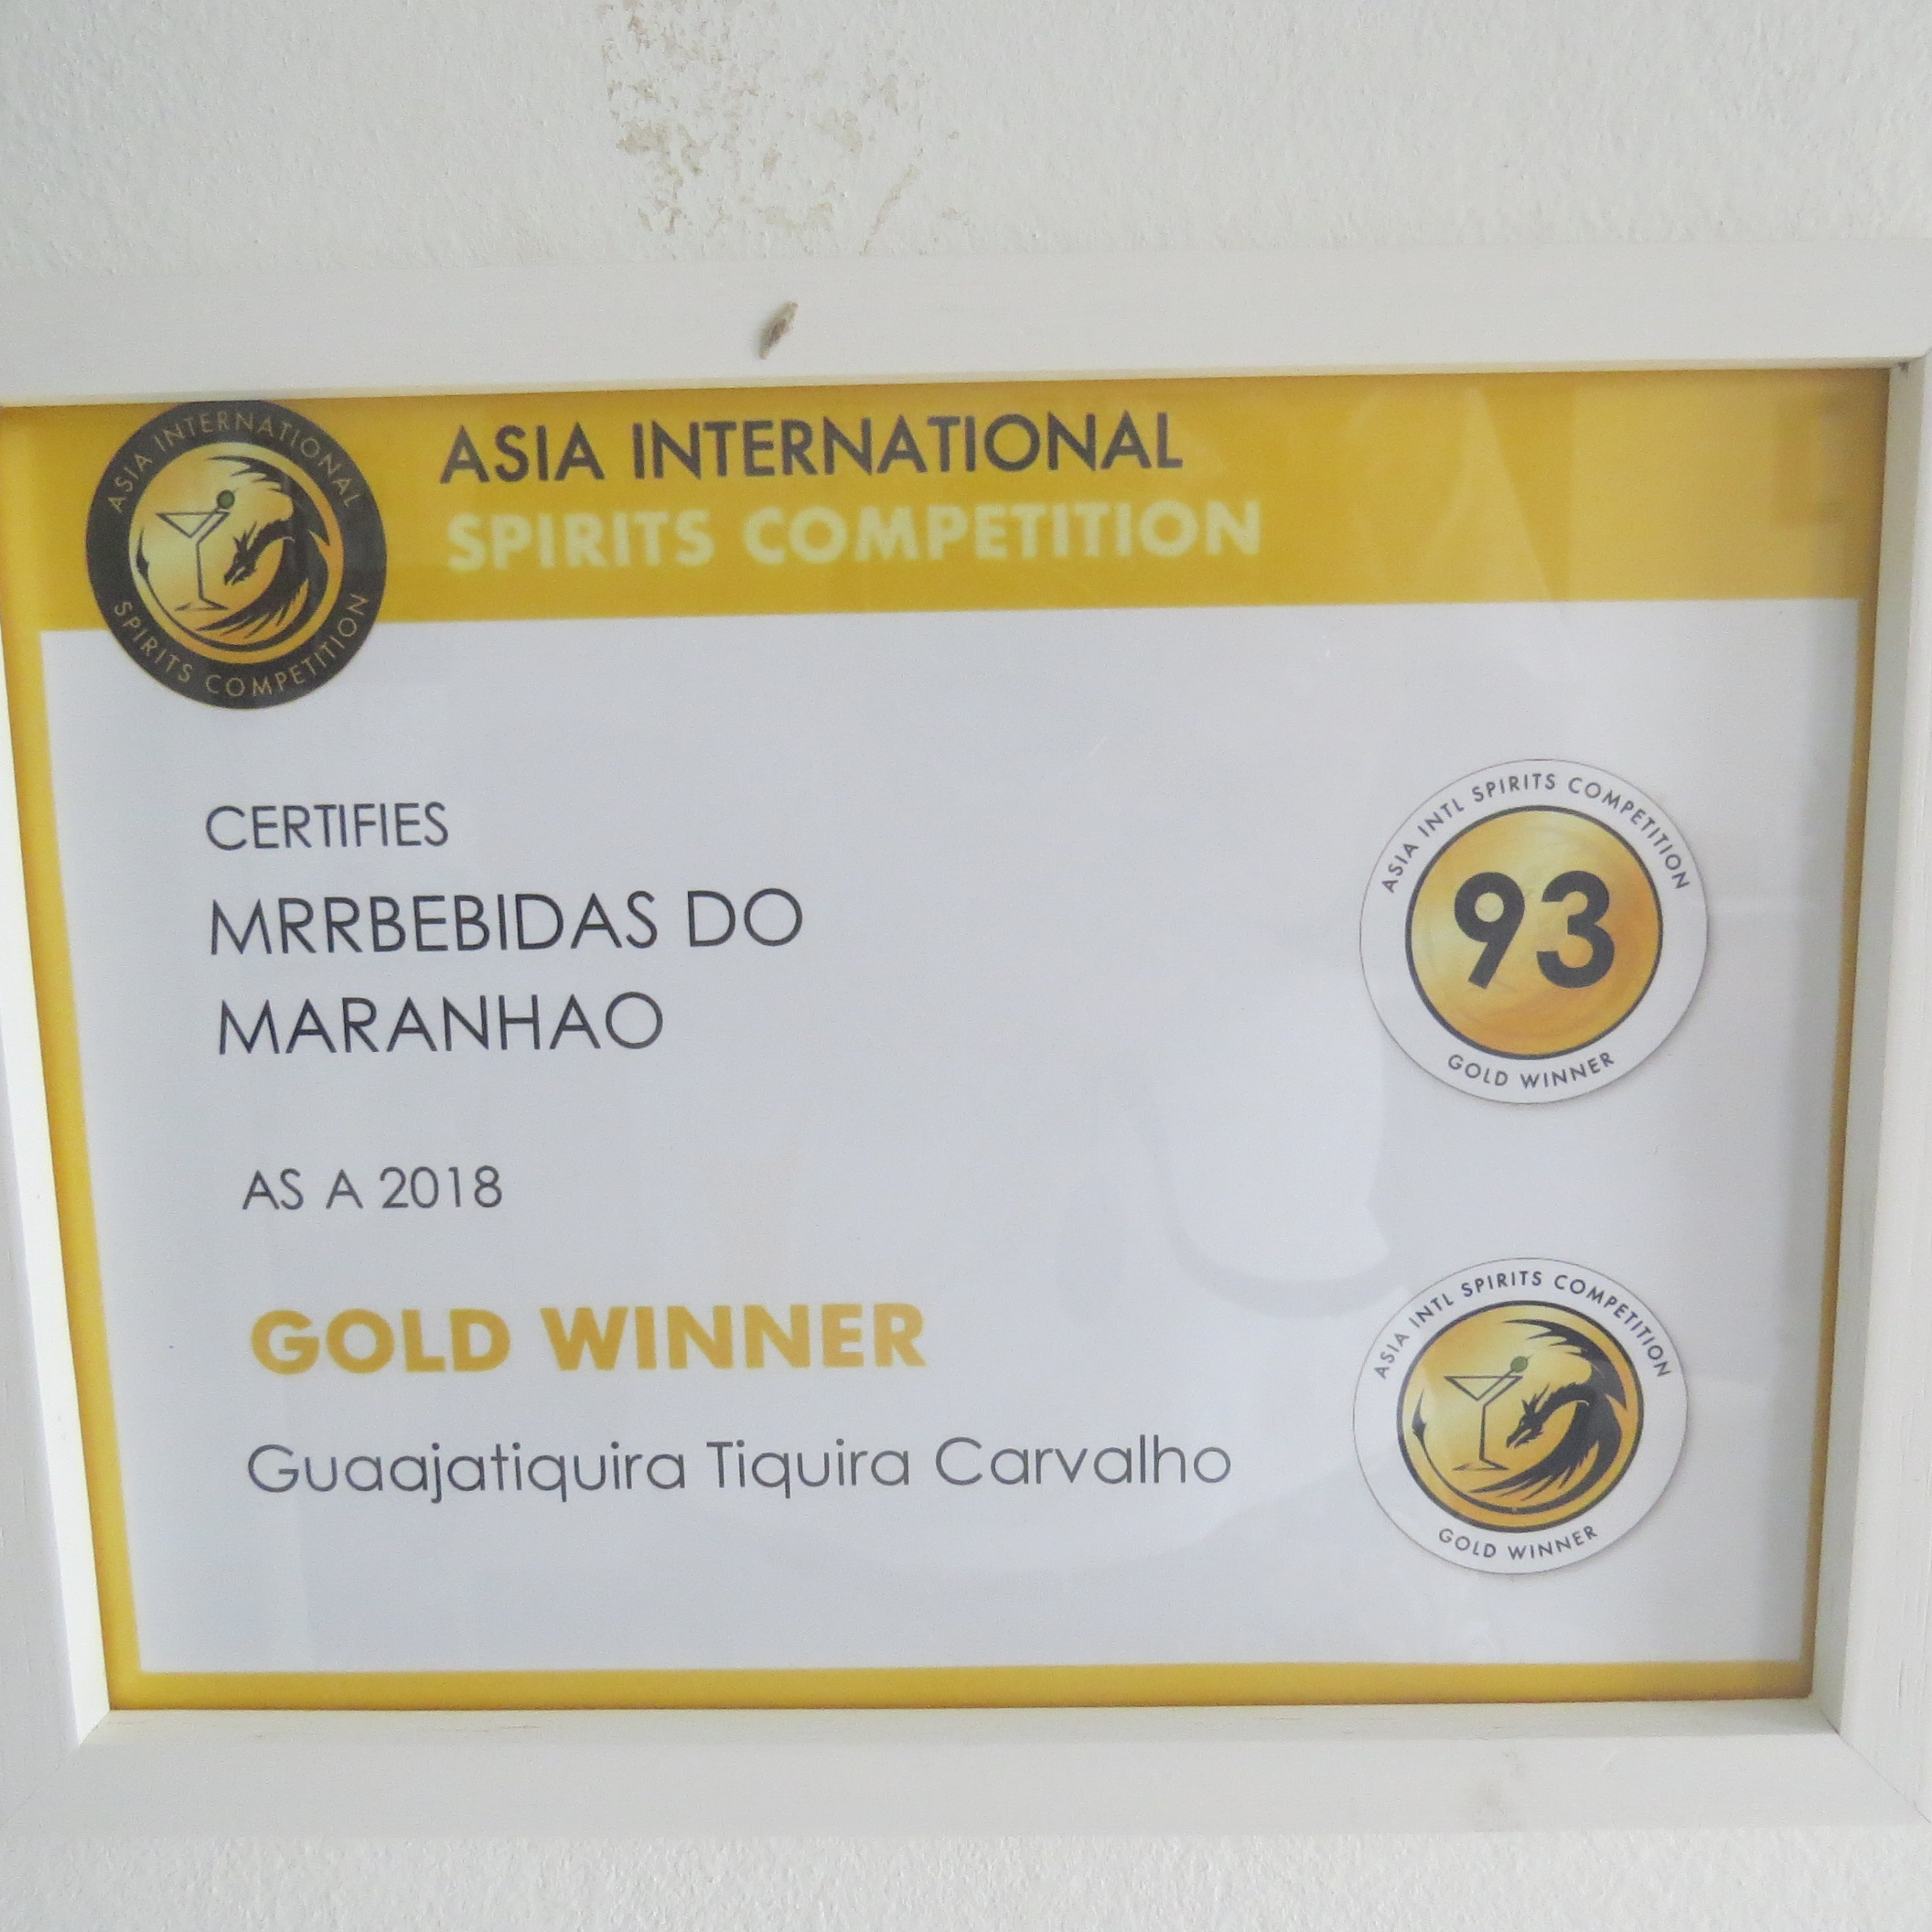 ASIA INTERNATIONAL
SPIRITS COMPETITION
ASIA INTERNATIONAL
SPIRITS COMPETITION
CERTIFIES
MRRBEBIDAS DO
MARANHAO
ASIA INTL SPIRITS COMPETITION
93
GOLD WINNER
AS A 2018
GOLD WINNER
Guaajatiquira Tiquira Carvalho
ASIA INTL SPIRITS COMPETITION
GOLD WINNER